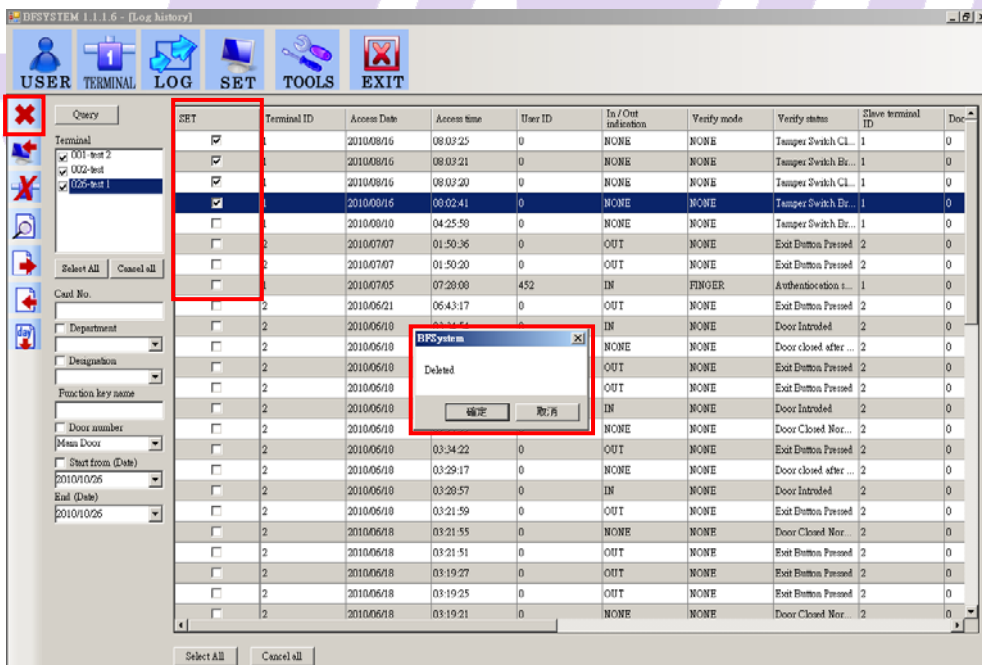 BFSYSTEM 1.1.1.6 - [Log history]
USER TERMINAL LOG SET TOOLS EXIT
Query
Terminal
001-test 2
002-test
026-test 1
Select All Cancel all
Card No.
Department
Designation
Function key name
Door number
Main Door
Start from (Date)
2010/10/26
End (Date)
2010/10/26
day
SET Terminal ID Access Date Access time User ID In / Out indication Verify mode Verify status Slave terminal ID
1 2010/08/16 08:03:25 0 NONE NONE Tamper Switch Cl... 1 0
1 2010/08/16 08:03:21 0 NONE NONE Tamper Switch Br... 1 0
1 2010/08/16 08:03:20 0 NONE NONE Tamper Switch Cl... 1 0
1 2010/08/16 08:02:41 0 NONE NONE Tamper Switch Br... 1 0
1 2010/08/10 04:25:58 0 NONE NONE Tamper Switch Br... 1 0
2 2010/07/07 01:50:36 0 OUT NONE Exit Button Pressed 2 0
2 2010/07/07 01:50:20 0 OUT NONE Exit Button Pressed 2 0
1 2010/07/05 07:28:08 452 IN FINGER Authentiocation s... 1 0
2 2010/06/21 06:43:17 0 OUT NONE Exit Button Pressed 2 0
2 2010/06/18 IN NONE Door Intruded 2 0
2 2010/06/18 NONE NONE Door closed after ... 2 0
2 2010/06/18 OUT NONE Exit Button Pressed 2 0
2 2010/06/18 OUT NONE Exit Button Pressed 2 0
2 2010/06/18 IN NONE Door Intruded 2 0
2 2010/06/18 NONE NONE Door Closed Nor... 2 0
2 2010/06/18 03:34:22 0 OUT NONE Exit Button Pressed 2 0
2 2010/06/18 03:29:17 0 NONE NONE Door closed after ... 2 0
2 2010/06/18 03:28:57 0 IN NONE Door Intruded 2 0
2 2010/06/18 03:21:59 0 OUT NONE Exit Button Pressed 2 0
2 2010/06/18 03:21:55 0 NONE NONE Door Closed Nor... 2 0
2 2010/06/18 03:21:51 0 OUT NONE Exit Button Pressed 2 0
2 2010/06/18 03:19:27 0 OUT NONE Exit Button Pressed 2 0
2 2010/06/18 03:19:25 0 OUT NONE Exit Button Pressed 2 0
2 2010/06/18 03:19:21 0 NONE NONE Door Closed Nor... 2 0
BFSystem
Deleted
確定 取消
Select All Cancel all